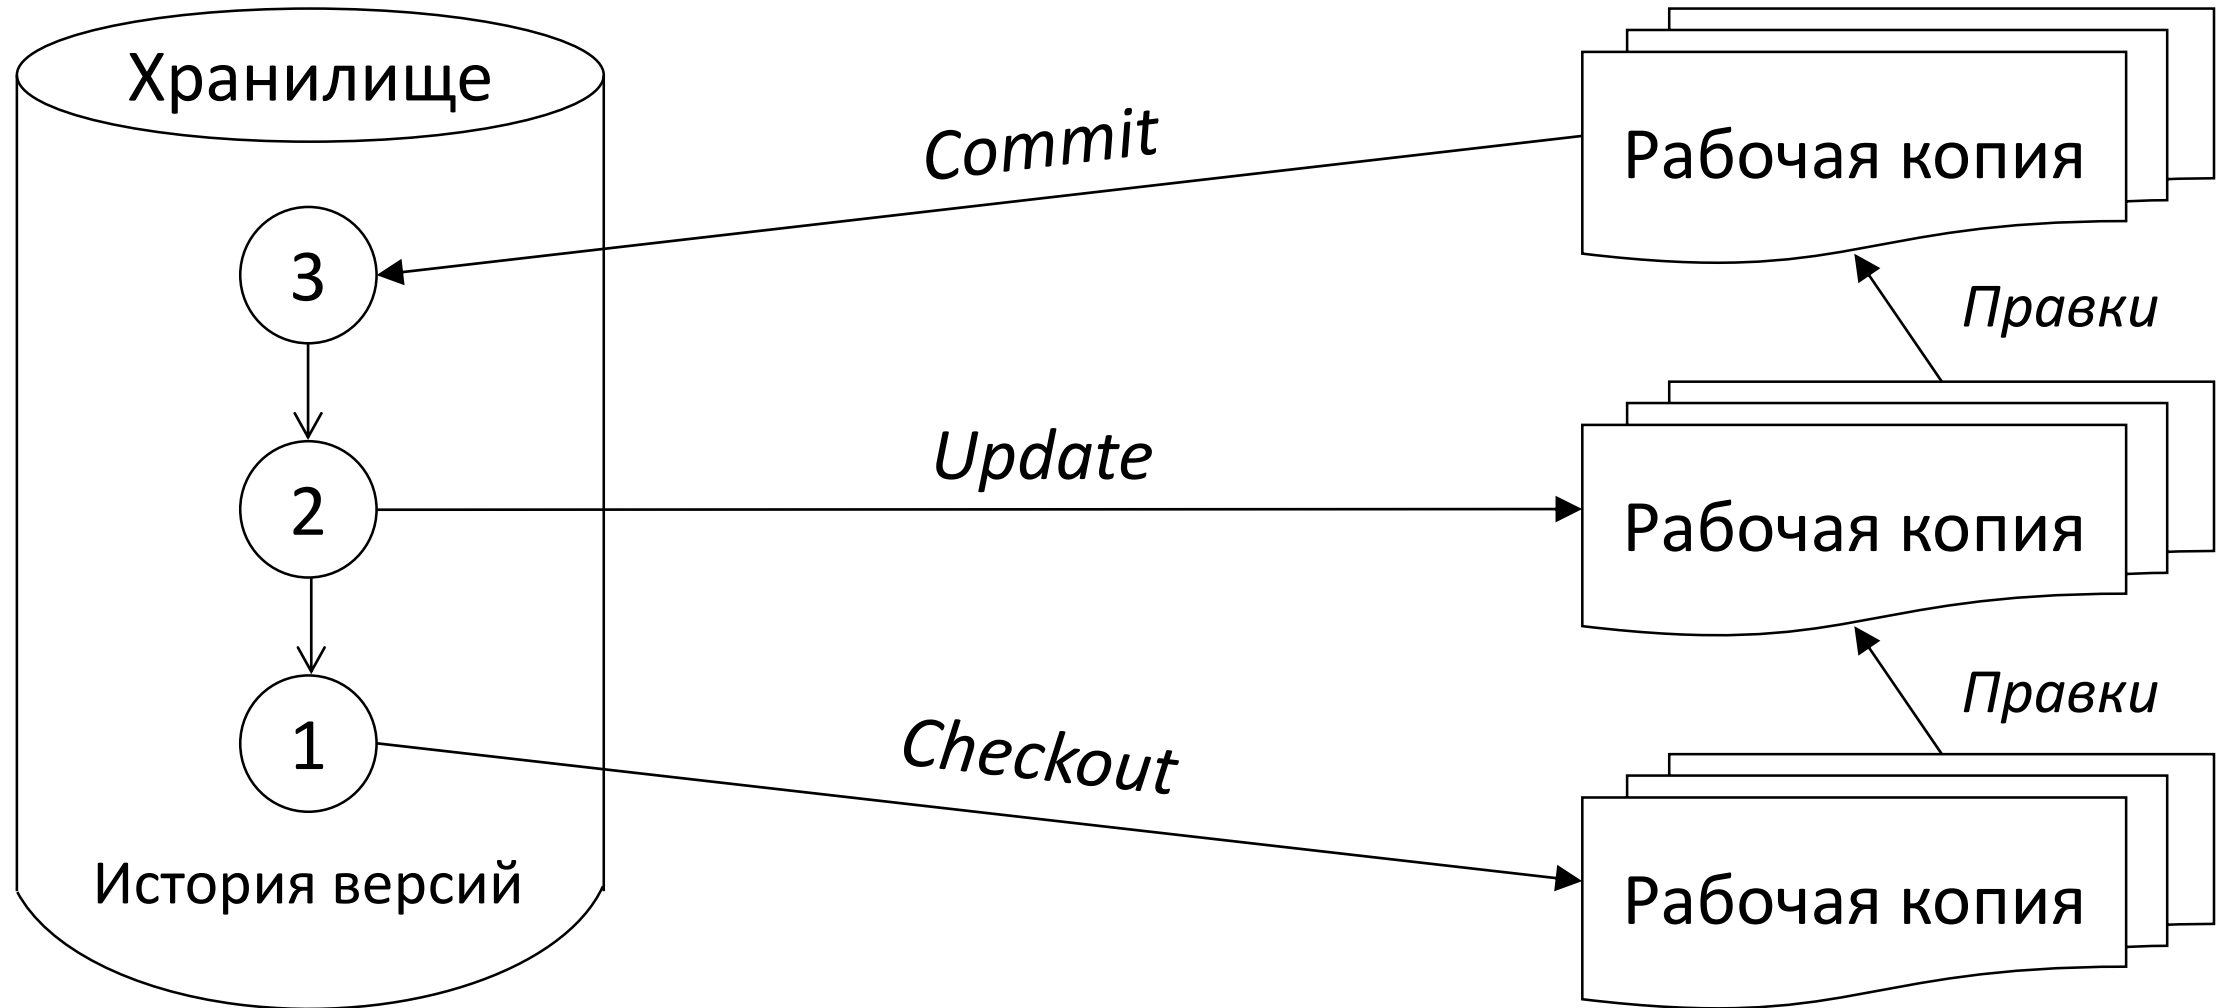 Хранилище
Commit
Рабочая копия
3
Правки
Update
2
Рабочая копия
Правки
Checkout
1
История версий
Рабочая копия